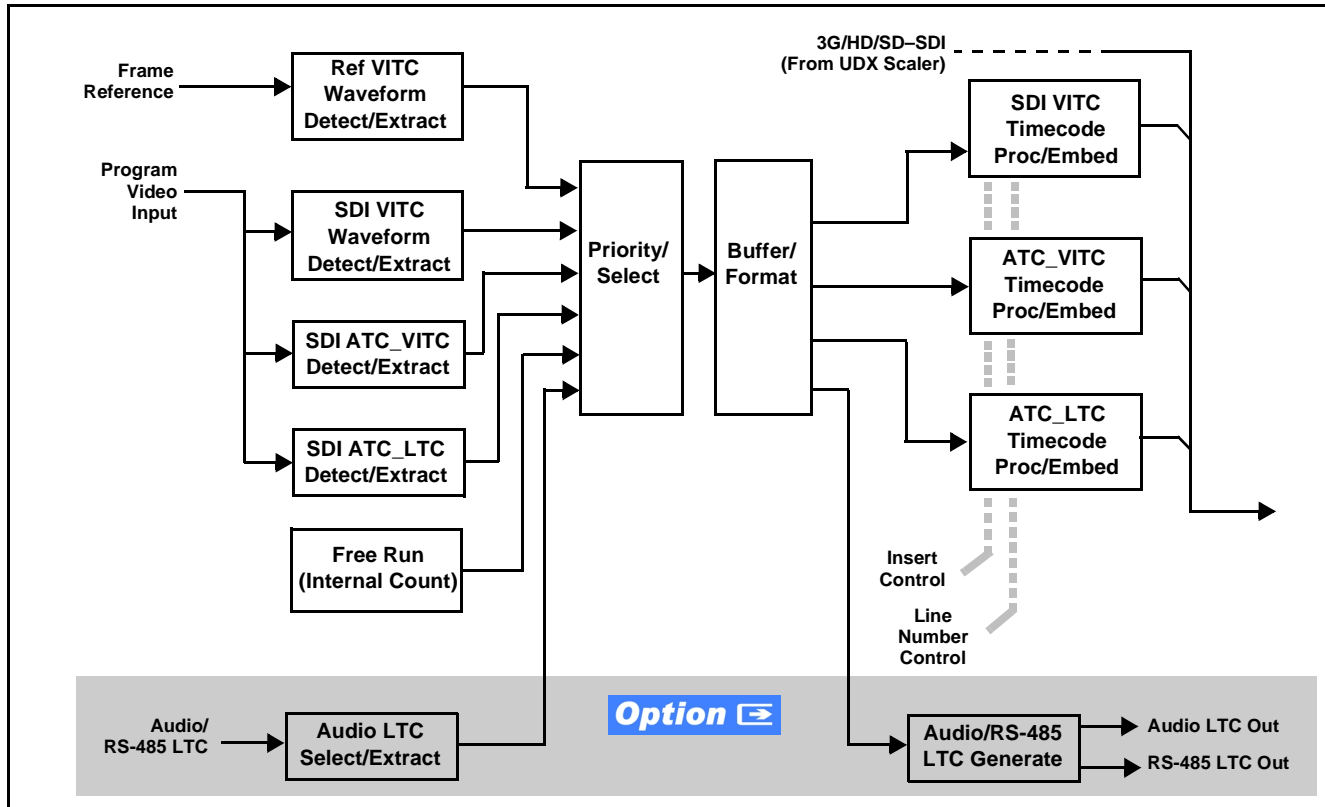 Frame
Reference
Ref VITC
Waveform
Detect/Extract
3G/HD/SD–SDI
(From UDX Scaler)
SDI VITC
Timecode
Proc/Embed
Program
Video
Input
SDI VITC
Waveform
Detect/Extract
Priority/
Select
Buffer/
Format
ATC_VITC
Timecode
Proc/Embed
SDI ATC_VITC
Detect/Extract
SDI ATC_LTC
Detect/Extract
ATC_LTC
Timecode
Proc/Embed
Free Run
(Internal Count)
Insert
Control
Line
Number
Control
Option
Audio/
RS-485 LTC
Audio LTC
Select/Extract
Audio/RS-485
LTC Generate
Audio LTC Out
RS-485 LTC Out